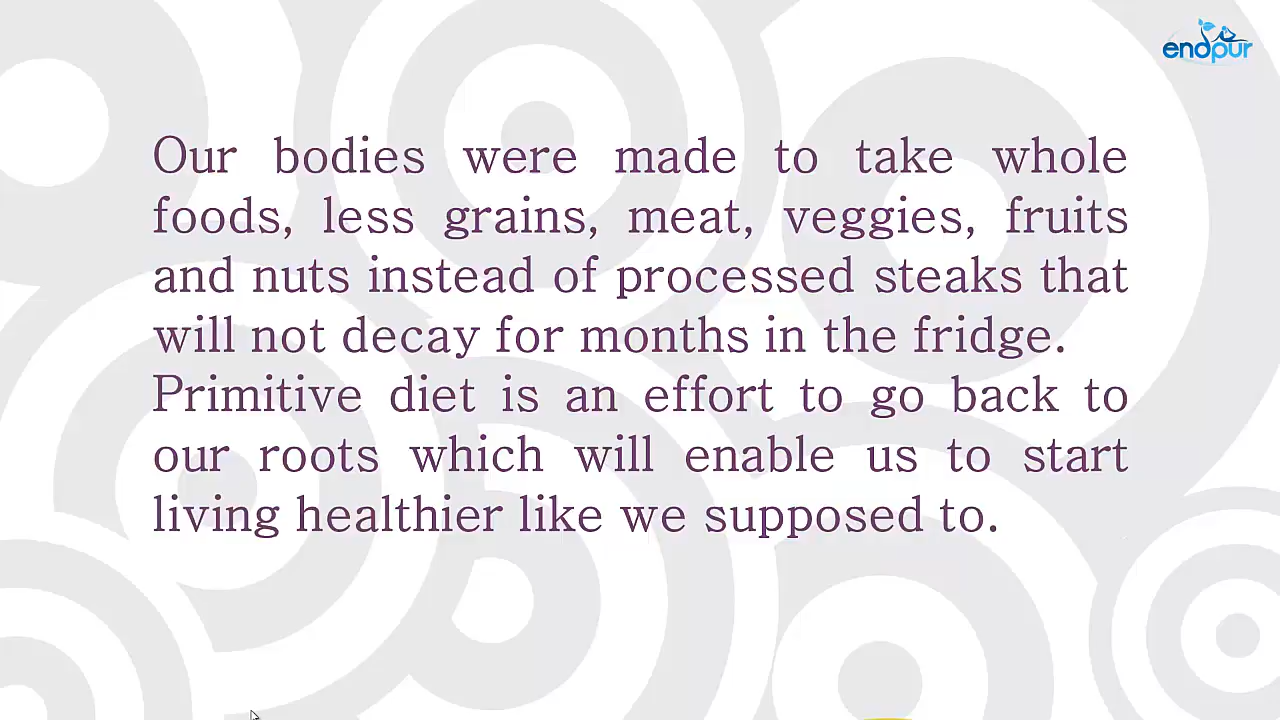 endpur
Our bodies were made to take whole
foods, less grains, meat, veggies, fruits
and nuts instead of processed steaks that
will not decay for months in the fridge.
Primitive diet is an effort to go back to
our roots which will enable us to start
living healthier like we supposed to.